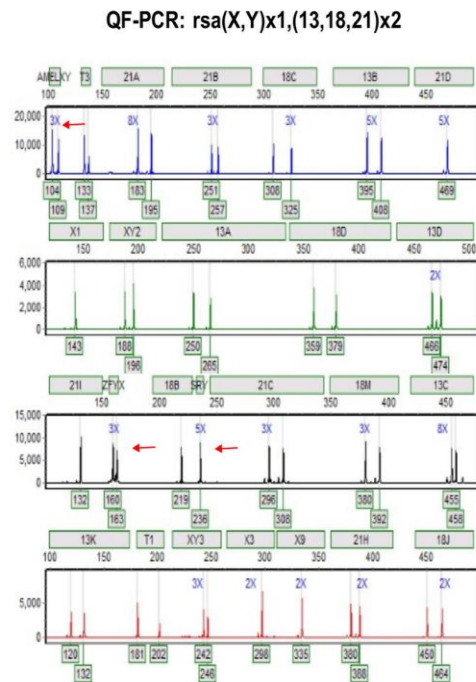 QF-PCR: rsa(X,Y)x1,(13,18,21)x2
AMELXY T3 21A 21B 18C 13B 21D
100 150 200 250 300 350 400 450 500
20,000 3X 8X 3X 3X 5X 5X
10,000
0
104 133 183 251 308 395 469
109 137 195 257 325 408
X1 XY2 13A 18D 13D
100 150 200 250 300 350 400 450 500
6,000
4,000 2X
2,000
0
143 188 250 359 466
196 265 379 474
21I ZFYX 18B SRY 21C 18M 13C
150 200 250 300 350 400 450
15,000 3X 5X 3X 3X 8X
10,000
5,000
0
132 160 219 236 296 380 455
163 308 392 458
13K T1 XY3 X3 X9 21H 18J
100 150 200 250 300 350 400 450 500
3X 2X 2X 2X 2X
5,000
0
120 181 202 242 298 335 380 450
132 246 388 464